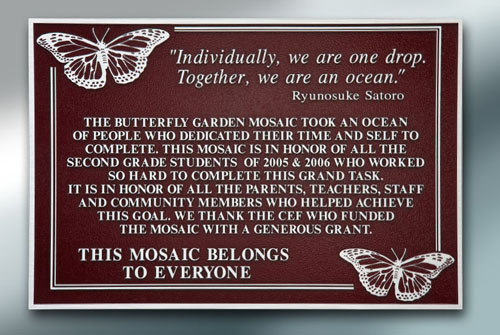 "Individually, we are one drop.
Together, we are an ocean."
Ryunosuke Satoro
THE BUTTERFLY GARDEN MOSAIC TOOK AN OCEAN
OF PEOPLE WHO DEDICATED THEIR TIME AND SELF TO
COMPLETE. THIS MOSAIC IS IN HONOR OF ALL THE
SECOND GRADE STUDENTS OF 2005 & 2006 WHO WORKED
SO HARD TO COMPLETE THIS GRAND TASK.
IT IS IN HONOR OF ALL THE PARENTS, TEACHERS, STAFF
AND COMMUNITY MEMBERS WHO HELPED ACHIEVE
THIS GOAL. WE THANK THE CEF WHO FUNDED
THE MOSAIC WITH A GENEROUS GRANT.
THIS MOSAIC BELONGS
TO EVERYONE